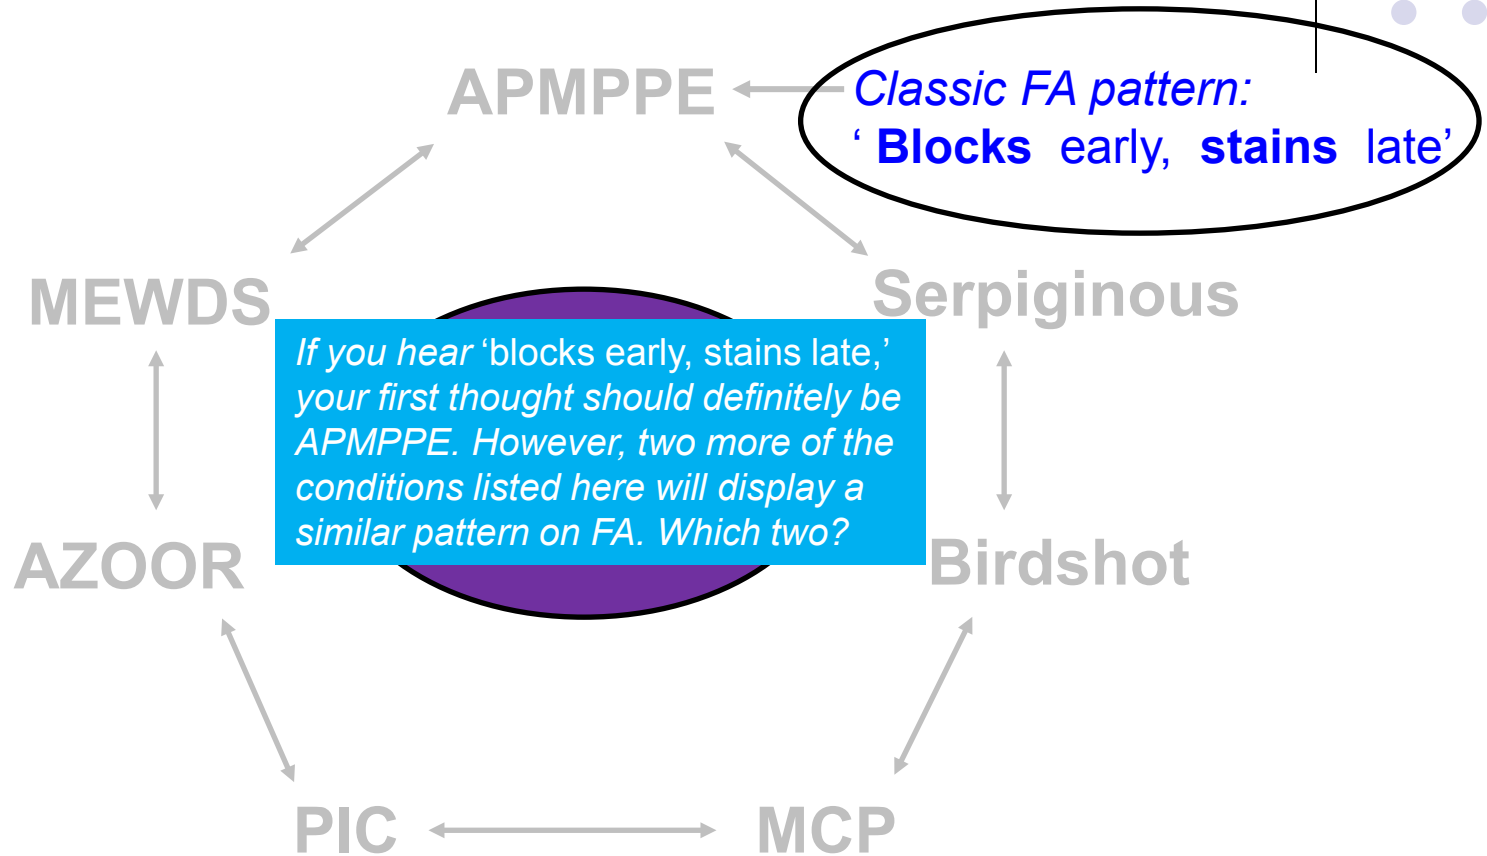 APMPPE
Classic FA pattern:
‘ Blocks early, stains late’
MEWDS
Serpiginous
If you hear ‘blocks early, stains late,’
your first thought should definitely be
APMPPE. However, two more of the
conditions listed here will display a
similar pattern on FA. Which two?
AZOOR
Birdshot
PIC
MCP